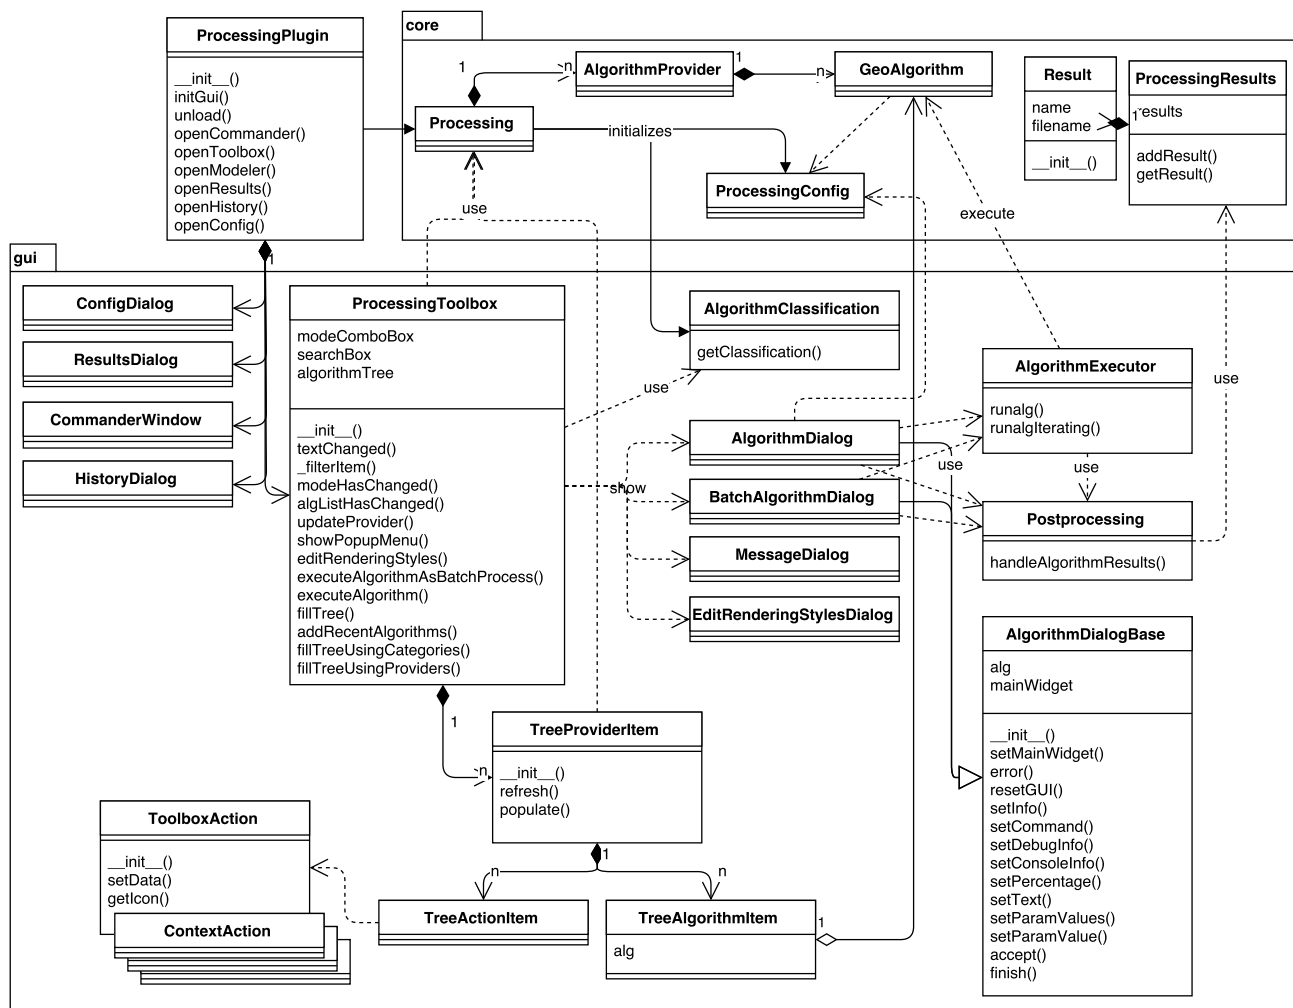 ProcessingPlugin
__init__()
initGui()
unload()
openCommander()
openToolbox()
openModeler()
openResults()
openHistory()
openConfig()
1
core
AlgorithmProvider
1
n
GeoAlgorithm
n
1
Processing
initializes
ProcessingConfig
Result
name
filename
__init__()
ProcessingResults
results
1
addResult()
getResult()
use
execute
gui
ConfigDialog
ResultsDialog
CommanderWindow
HistoryDialog
ProcessingToolbox
modeComboBox
searchBox
algorithmTree
__init__()
textChanged()
_filterItem()
modeHasChanged()
algListHasChanged()
updateProvider()
showPopupMenu()
editRenderingStyles()
executeAlgorithmAsBatchProcess()
executeAlgorithm()
fillTree()
addRecentAlgorithms()
fillTreeUsingCategories()
fillTreeUsingProviders()
AlgorithmClassification
getClassification()
use
show
AlgorithmDialog
BatchAlgorithmDialog
MessageDialog
EditRenderingStylesDialog
AlgorithmExecutor
runalg()
runalgIterating()
use
use
use
Postprocessing
handleAlgorithmResults()
AlgorithmDialogBase
alg
mainWidget
__init__()
setMainWidget()
error()
resetGUI()
setInfo()
setCommand()
setDebugInfo()
setConsoleInfo()
setPercentage()
setText()
setParamValues()
setParamValue()
accept()
finish()
1
n
TreeProviderItem
__init__()
refresh()
populate()
1
n
n
ToolboxAction
__init__()
setData()
getIcon()
ContextAction
TreeActionItem
TreeAlgorithmItem
alg
1